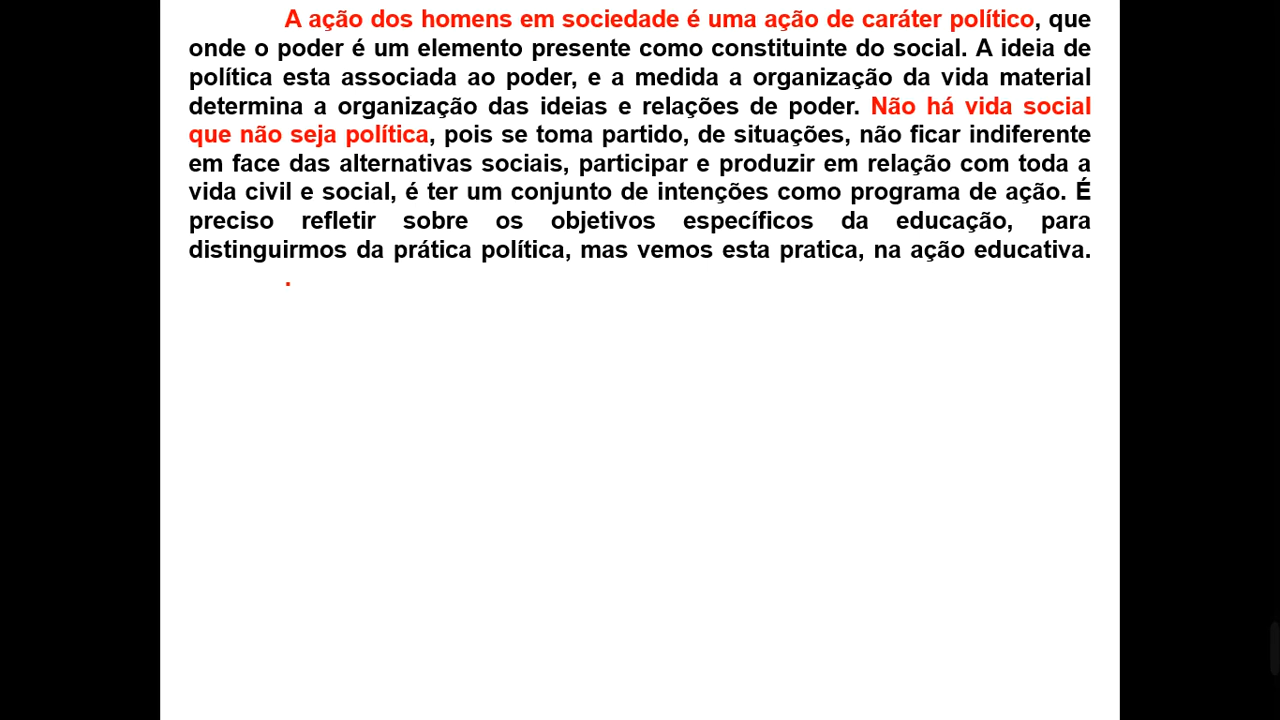 A ação dos homens em sociedade é uma ação de caráter político, que
onde o poder é um elemento presente como constituinte do social. A ideia de
política esta associada ao poder, e a medida a organização da vida material
determina a organização das ideias e relações de poder. Não há vida social
que não seja política, pois se toma partido, de situações, não ficar indiferente
em face das alternativas sociais, participar e produzir em relação com toda a
vida civil e social, é ter um conjunto de intenções como programa de ação. É
preciso refletir sobre os objetivos específicos da educação, para
distinguirmos da prática política, mas vemos esta pratica, na ação educativa.
.